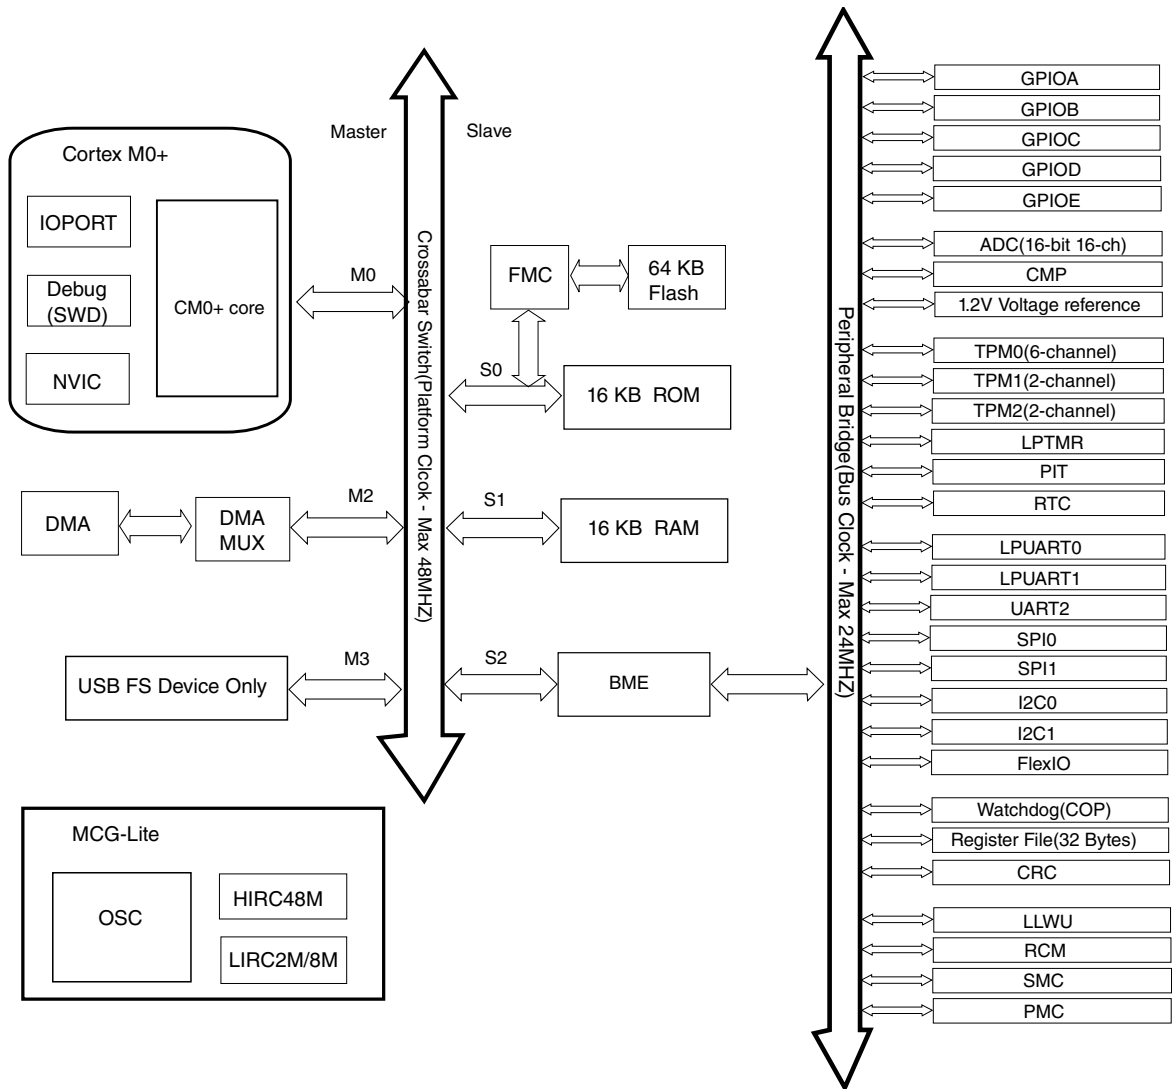 Master
Slave
Cortex M0+
IOPORT
Debug
(SWD)
NVIC
CM0+ core
M0
DMA
DMA
MUX
M2
USB FS Device Only
M3
Crossabar Switch(Platform Clcok - Max 48MHZ)
FMC
64 KB
Flash
S0
16 KB ROM
S1
16 KB RAM
S2
BME
MCG-Lite
OSC
HIRC48M
LIRC2M/8M
Peripheral Bridge(Bus Clock - Max 24MHZ)
GPIOA
GPIOB
GPIOC
GPIOD
GPIOE
ADC(16-bit 16-ch)
CMP
1.2V Voltage reference
TPM0(6-channel)
TPM1(2-channel)
TPM2(2-channel)
LPTMR
PIT
RTC
LPUART0
LPUART1
UART2
SPI0
SPI1
I2C0
I2C1
FlexIO
Watchdog(COP)
Register File(32 Bytes)
CRC
LLWU
RCM
SMC
PMC